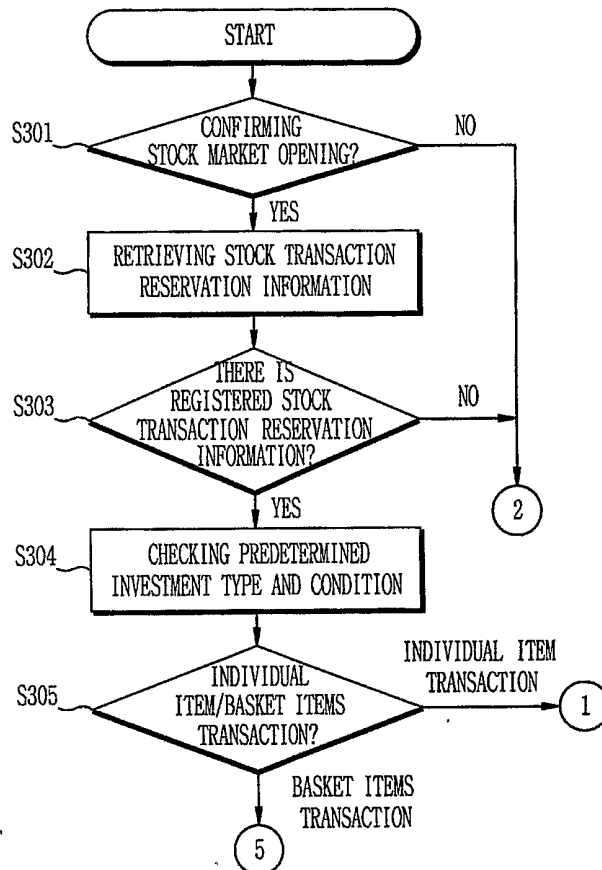 START
S301
CONFIRMING
STOCK MARKET OPENING?
NO
YES
S302
RETRIEVING STOCK TRANSACTION
RESERVATION INFORMATION
S303
THERE IS
REGISTERED STOCK
TRANSACTION RESERVATION
INFORMATION?
NO
2
YES
S304
CHECKING PREDETERMINED
INVESTMENT TYPE AND CONDITION
S305
INDIVIDUAL
ITEM/BASKET ITEMS
TRANSACTION?
INDIVIDUAL ITEM
TRANSACTION
1
BASKET ITEMS
TRANSACTION
5